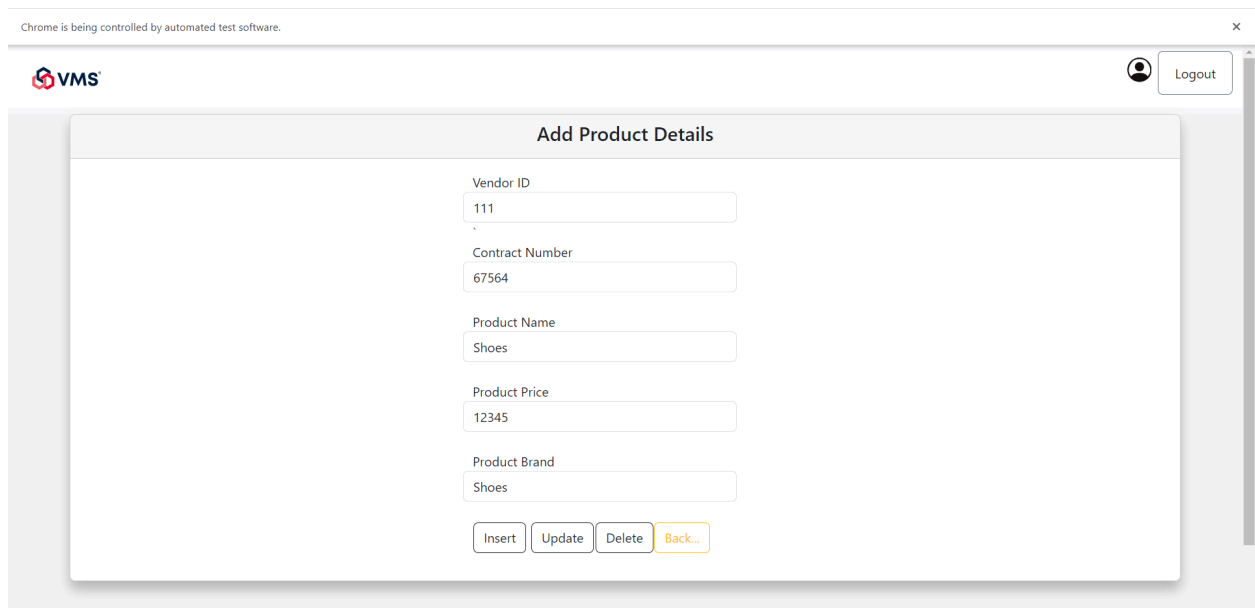 Chrome is being controlled by automated test software.
VMS
Logout
Add Product Details
Vendor ID
111
`
Contract Number
67564
Product Name
Shoes
Product Price
12345
Product Brand
Shoes
Insert Update Delete Back...